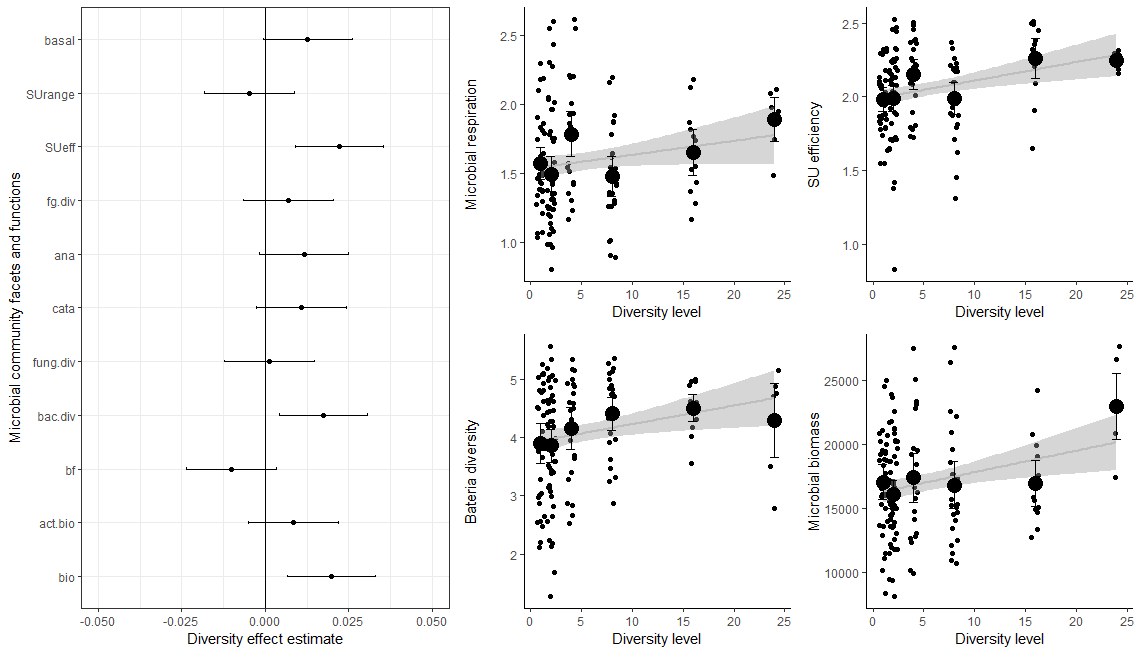 Microbial community facets and functions
basal
SUrange
SUeff
fg.div
ana
cata
fung.div
bac.div
bf
act.bio
bio
-0.050
-0.025
0.000
0.025
0.050
Diversity effect estimate
Microbial respiration
2.5
2.0
1.5
1.0
0
5
10
15
20
25
Diversity level
SU efficiency
2.5
2.0
1.5
1.0
0
5
10
15
20
25
Diversity level
Bateria diversity
5
4
3
2
0
5
10
15
20
25
Diversity level
Microbial biomass
25000
20000
15000
10000
0
5
10
15
20
25
Diversity level